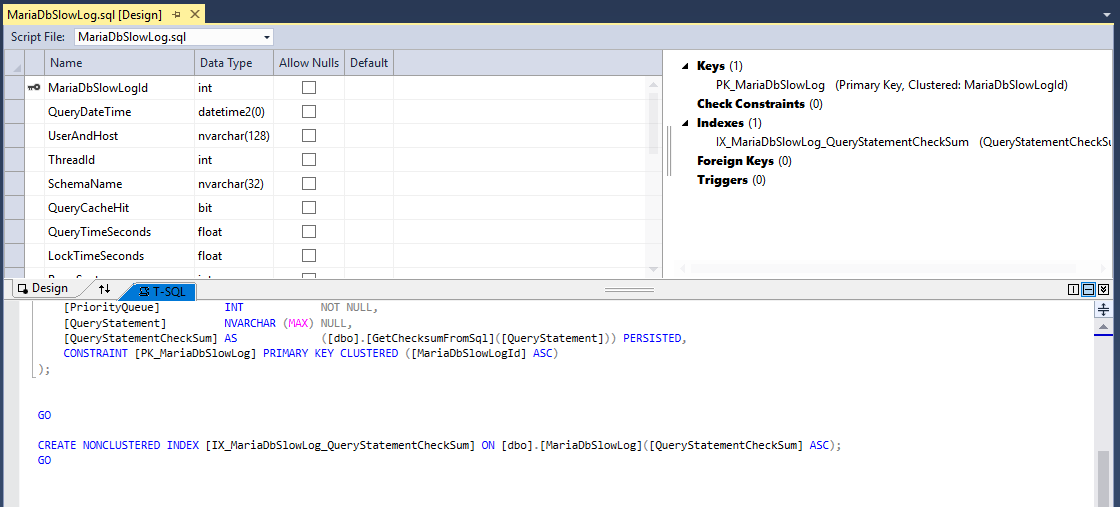 MariaDbSlowLog.sql [Design]
Script File: MariaDbSlowLog.sql
Name Data Type Allow Nulls Default
MariaDbSlowLogId int
QueryDateTime datetime2(0)
UserAndHost nvarchar(128)
ThreadId int
SchemaName nvarchar(32)
QueryCacheHit bit
QueryTimeSeconds float
LockTimeSeconds float
Keys (1)
PK_MariaDbSlowLog (Primary Key, Clustered: MariaDbSlowLogId)
Check Constraints (0)
Indexes (1)
IX_MariaDbSlowLog_QueryStatementCheckSum (QueryStatementCheckSu
Foreign Keys (0)
Triggers (0)
Design T-SQL
[PriorityQueue] INT NOT NULL,
[QueryStatement] NVARCHAR (MAX) NULL,
[QueryStatementCheckSum] AS ([dbo].[GetChecksumFromSql]([QueryStatement])) PERSISTED,
CONSTRAINT [PK_MariaDbSlowLog] PRIMARY KEY CLUSTERED ([MariaDbSlowLogId] ASC)
);
GO
CREATE NONCLUSTERED INDEX [IX_MariaDbSlowLog_QueryStatementCheckSum] ON [dbo].[MariaDbSlowLog]([QueryStatementCheckSum] ASC);
GO